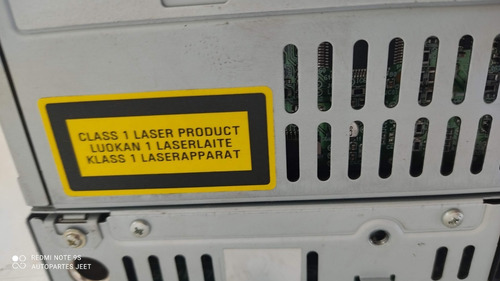 CLASS 1 LASER PRODUCT
LUOKAN 1 LASERLAITE
KLASS 1 LASERAPPARAT
REDMI NOTE 9S
AUTOPARTES JEET